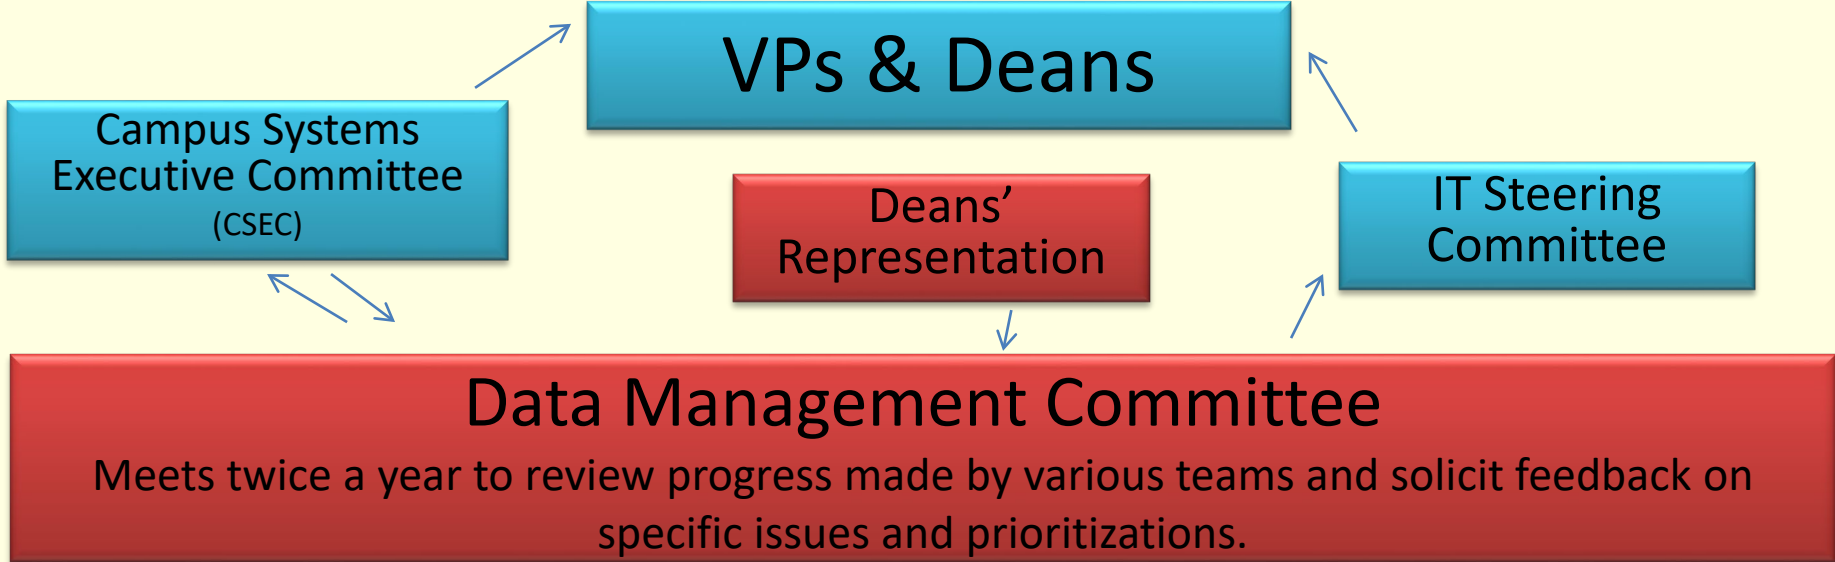 VPs & Deans
Campus Systems
Executive Committee
(CSEC)
Deans’
Representation
IT Steering
Committee
Data Management Committee
Meets twice a year to review progress made by various teams and solicit feedback on
specific issues and prioritizations.